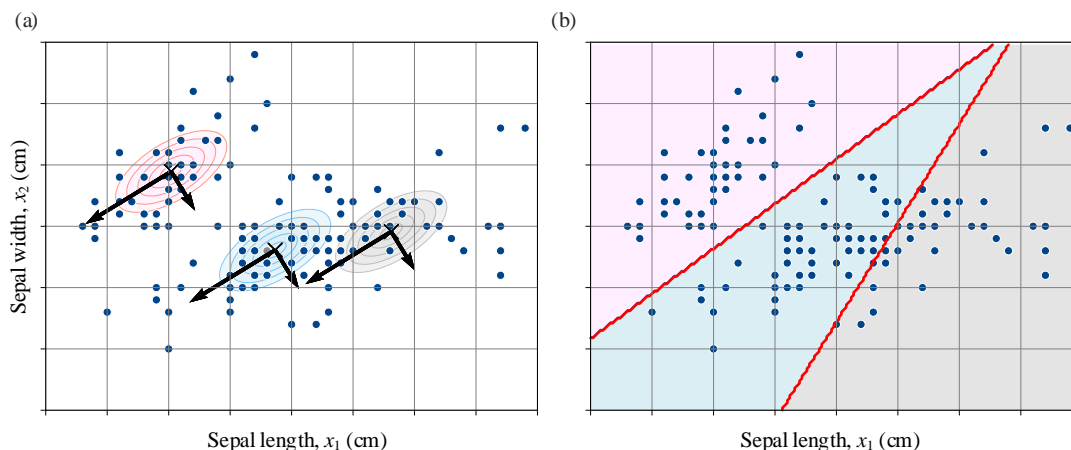 (a)
(b)
Sepal width, x₂ (cm)
Sepal length, x₁ (cm)
Sepal length, x₁ (cm)